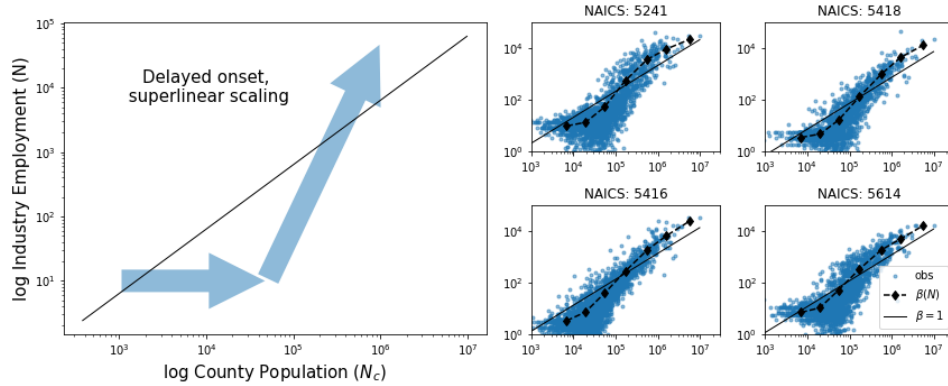 log Industry Employment (N)
10⁵
10⁴
10³
10²
10¹
Delayed onset,
superlinear scaling
10³ 10⁴ 10⁵ 10⁶ 10⁷
log County Population (N_c)
NAICS: 5241
10⁴
10²
10⁰
10³ 10⁴ 10⁵ 10⁶ 10⁷
NAICS: 5418
10⁴
10²
10⁰
10³ 10⁴ 10⁵ 10⁶ 10⁷
NAICS: 5416
10⁴
10²
10⁰
10³ 10⁴ 10⁵ 10⁶ 10⁷
NAICS: 5614
10⁴
10²
10⁰
10³ 10⁴ 10⁵ 10⁶ 10⁷
obs
β(N)
β = 1